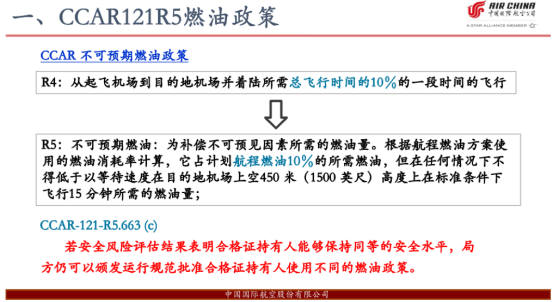 一、CCAR121R5燃油政策
AIR CHINA
中国国际航空公司
A STAR ALLIANCE MEMBER
CCAR 不可预期燃油政策
R4：从起飞机场到目的地机场并着陆所需总飞行时间的10%的一段时间的飞行
R5：不可预期燃油：为补偿不可预见因素所需的燃油量。根据航程燃油方案使
用的燃油消耗率计算，它占计划航程燃油10%的所需燃油，但在任何情况下不
得低于以等待速度在目的地机场上空450 米（1500 英尺）高度上在标准条件下
飞行15 分钟所需的燃油量；
CCAR-121-R5.663 (c)
若安全风险评估结果表明合格证持有人能够保持同等的安全水平，局
方仍可以颁发运行规范批准合格证持有人使用不同的燃油政策。
中国国际航空股份有限公司